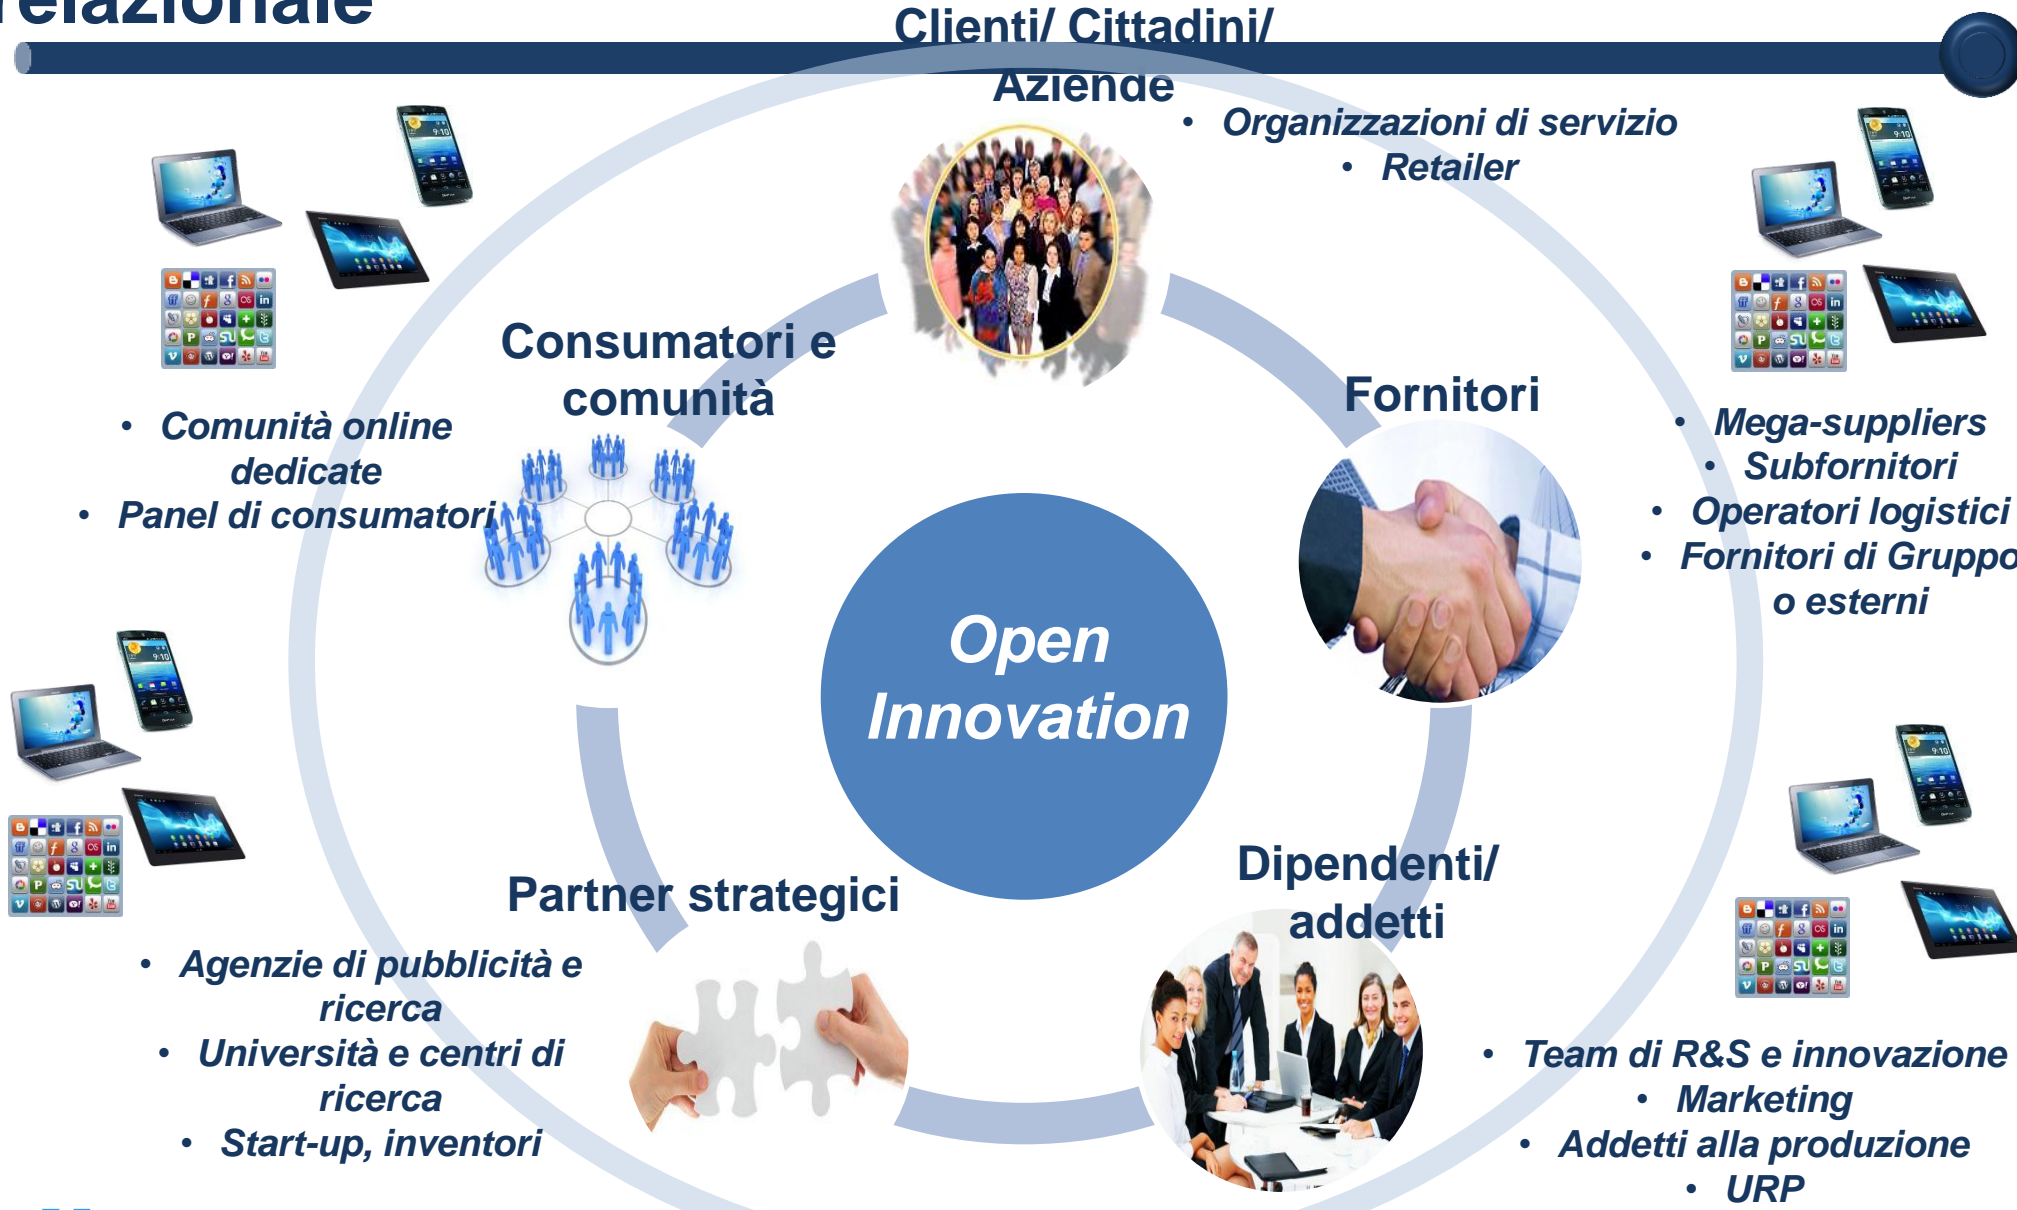 relazionale
Clienti/ Cittadini/
Aziende
• Organizzazioni di servizio
• Retailer
Consumatori e
comunità
• Comunità online
dedicate
• Panel di consumatori
Fornitori
• Mega-suppliers
• Subfornitori
• Operatori logistici
• Fornitori di Gruppo
o esterni
Open
Innovation
Partner strategici
• Agenzie di pubblicità e
ricerca
• Università e centri di
ricerca
• Start-up, inventori
Dipendenti/
addetti
• Team di R&S e innovazione
• Marketing
• Addetti alla produzione
• URP